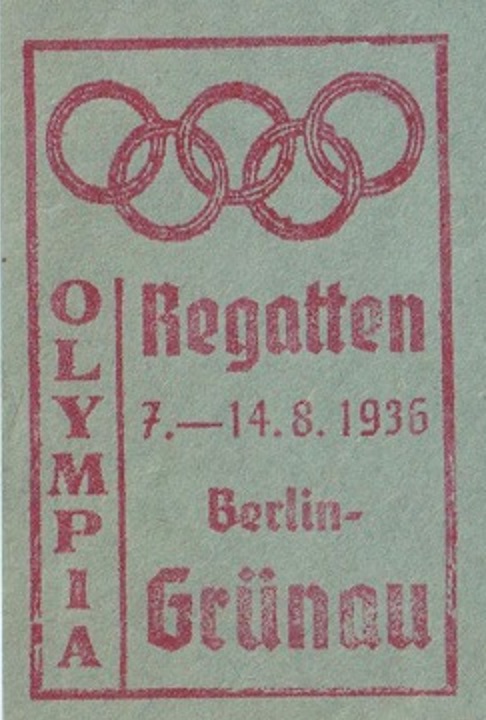 OLYMPIA
Regatten
7.—14.8.1936
Berlin-
Grünau